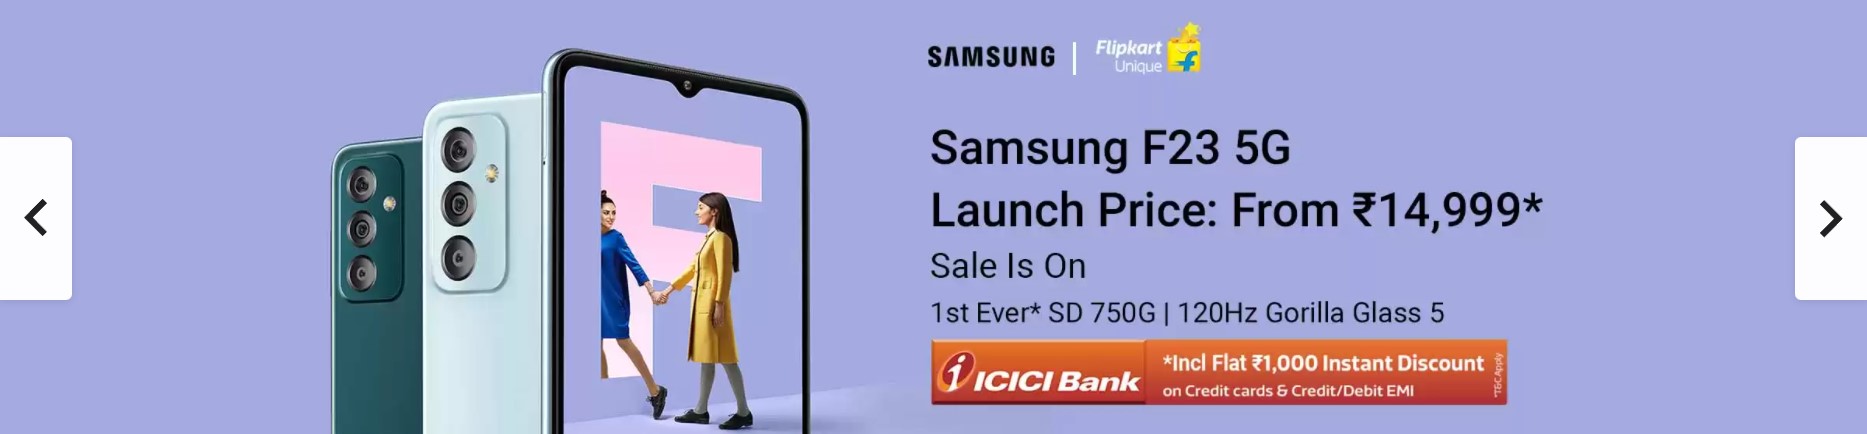 SAMSUNG
Flipkart
Unique
Samsung F23 5G
Launch Price: From ₹14,999*
Sale Is On
1st Ever* SD 750G | 120Hz Gorilla Glass 5
ICICI Bank
*Incl Flat ₹1,000 Instant Discount
on Credit cards & Credit/Debit EMI
*T&C Apply